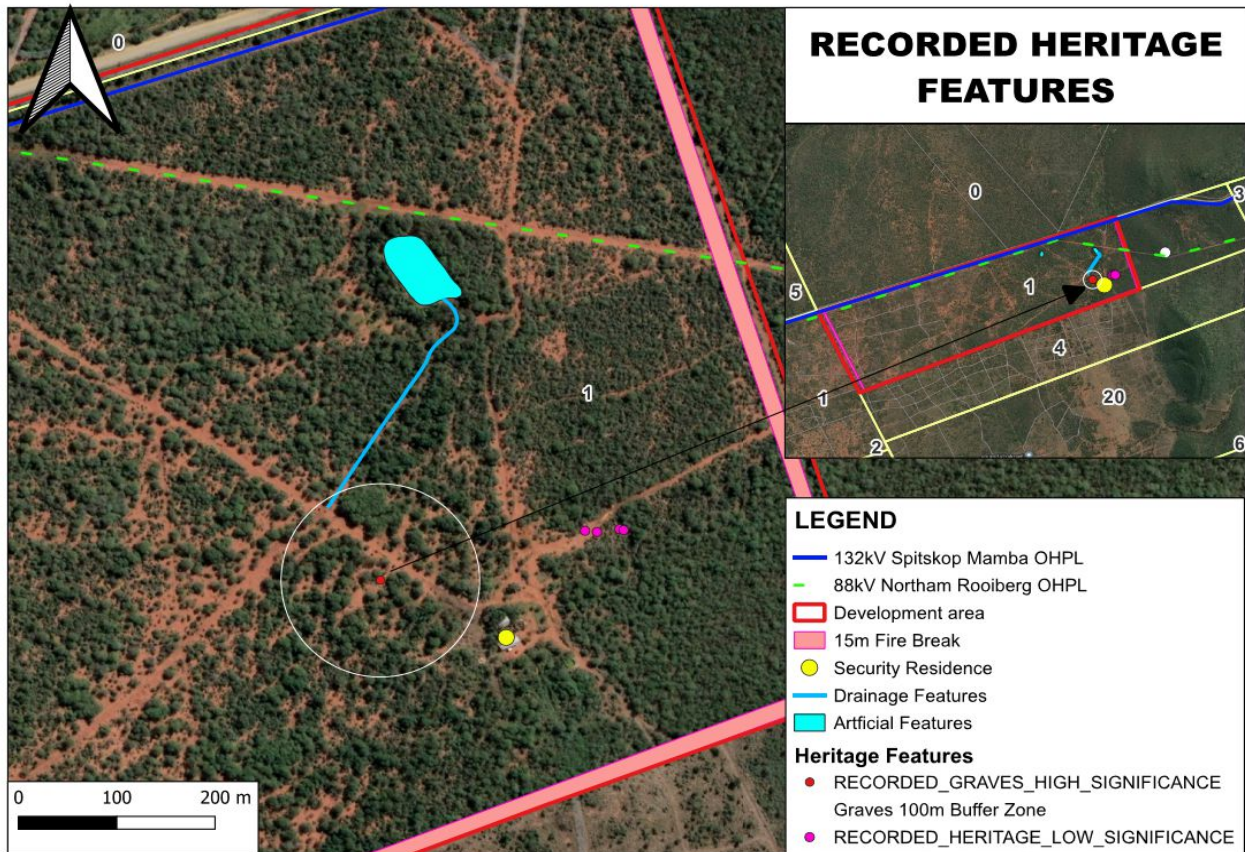 RECORDED HERITAGE
FEATURES
0
1
0
3
5
1
4
1
20
2
6
LEGEND
132kV Spitskop Mamba OHPL
88kV Northam Rooiberg OHPL
Development area
15m Fire Break
Security Residence
Drainage Features
Artficial Features
Heritage Features
RECORDED_GRAVES_HIGH_SIGNIFICANCE
Graves 100m Buffer Zone
RECORDED_HERITAGE_LOW_SIGNIFICANCE
0 100 200 m